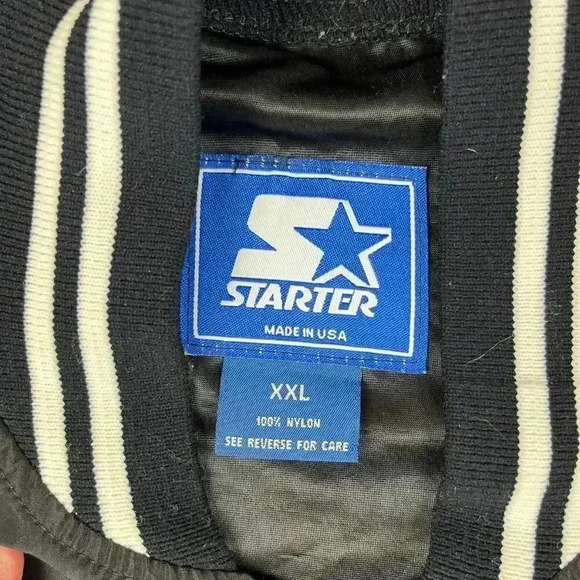 STARTER
MADE IN USA
XXL
100% NYLON
SEE REVERSE FOR CARE